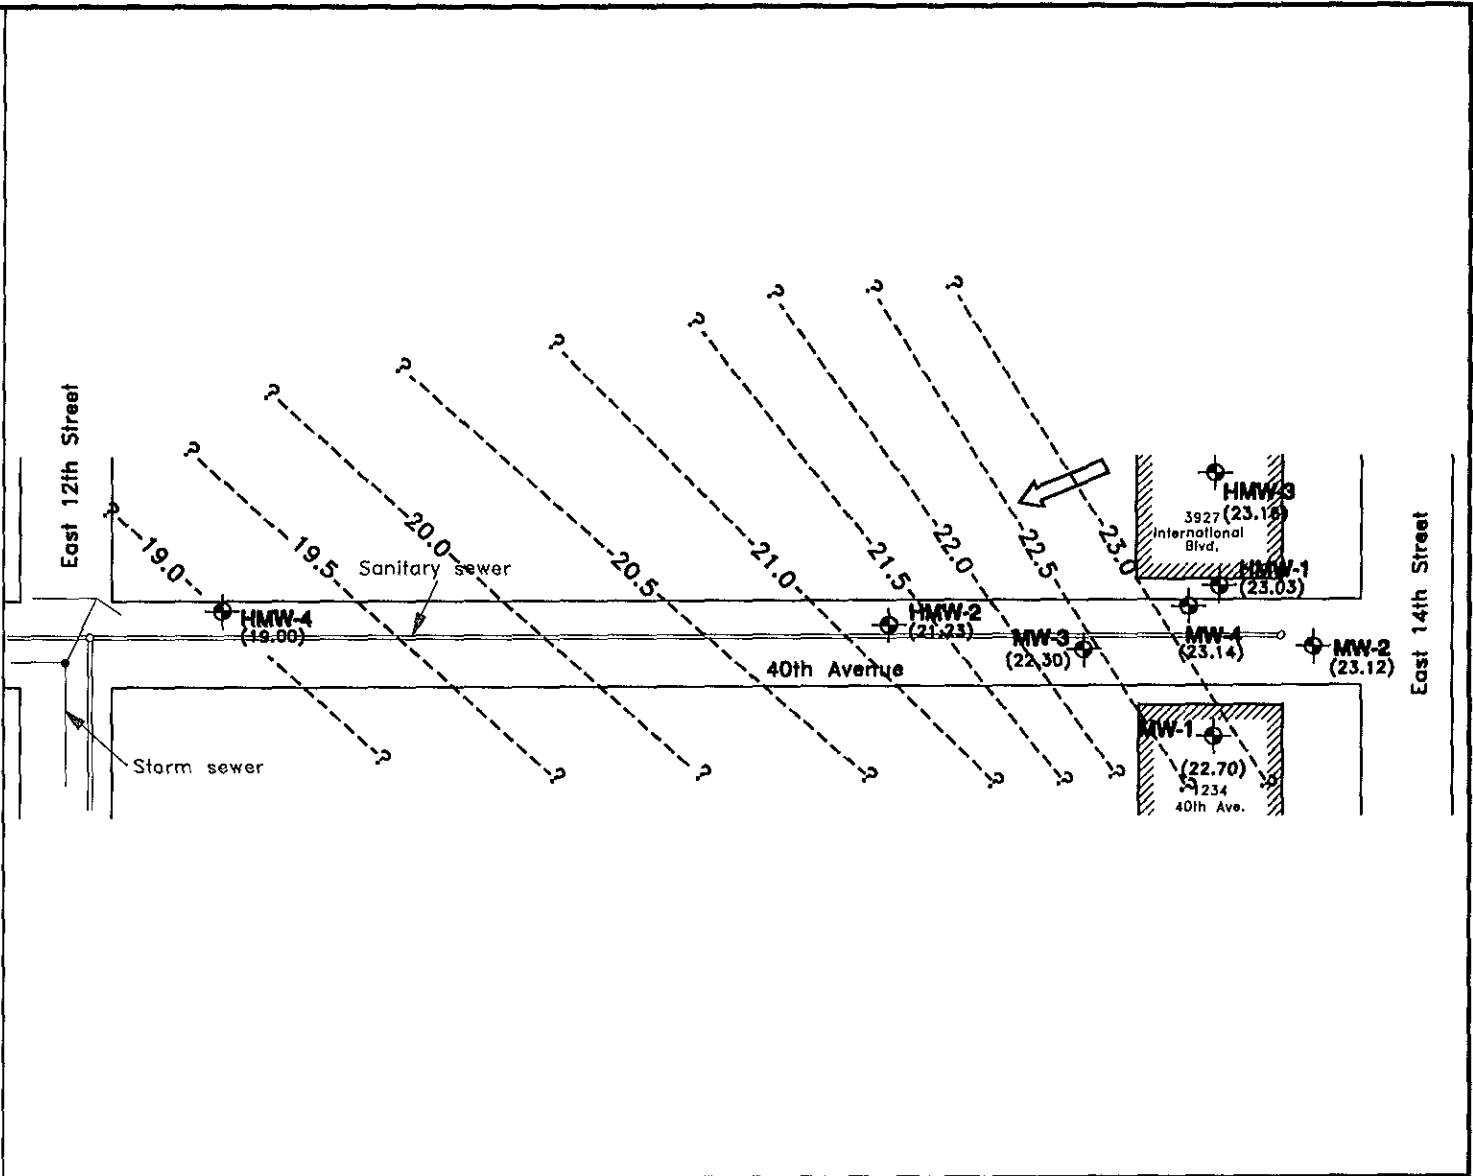 ?
?
?
?
?
?
?
?
?
East 12th Street
19.0
19.5
20.0
20.5
21.0
21.5
22.0
22.5
23.0
Sanitary sewer
HMW-3
3927
International
Blvd.
HMW-1
(23.03)
HMW-4
(19.00)
HMW-2
(21.23)
MW-3
(22.30)
MW-4
(23.14)
MW-2
(23.12)
East 14th Street
40th Avenue
Storm sewer
MW-1
(22.70)
1234
40th Ave.
?
?
?
?
?
?
?
?
?